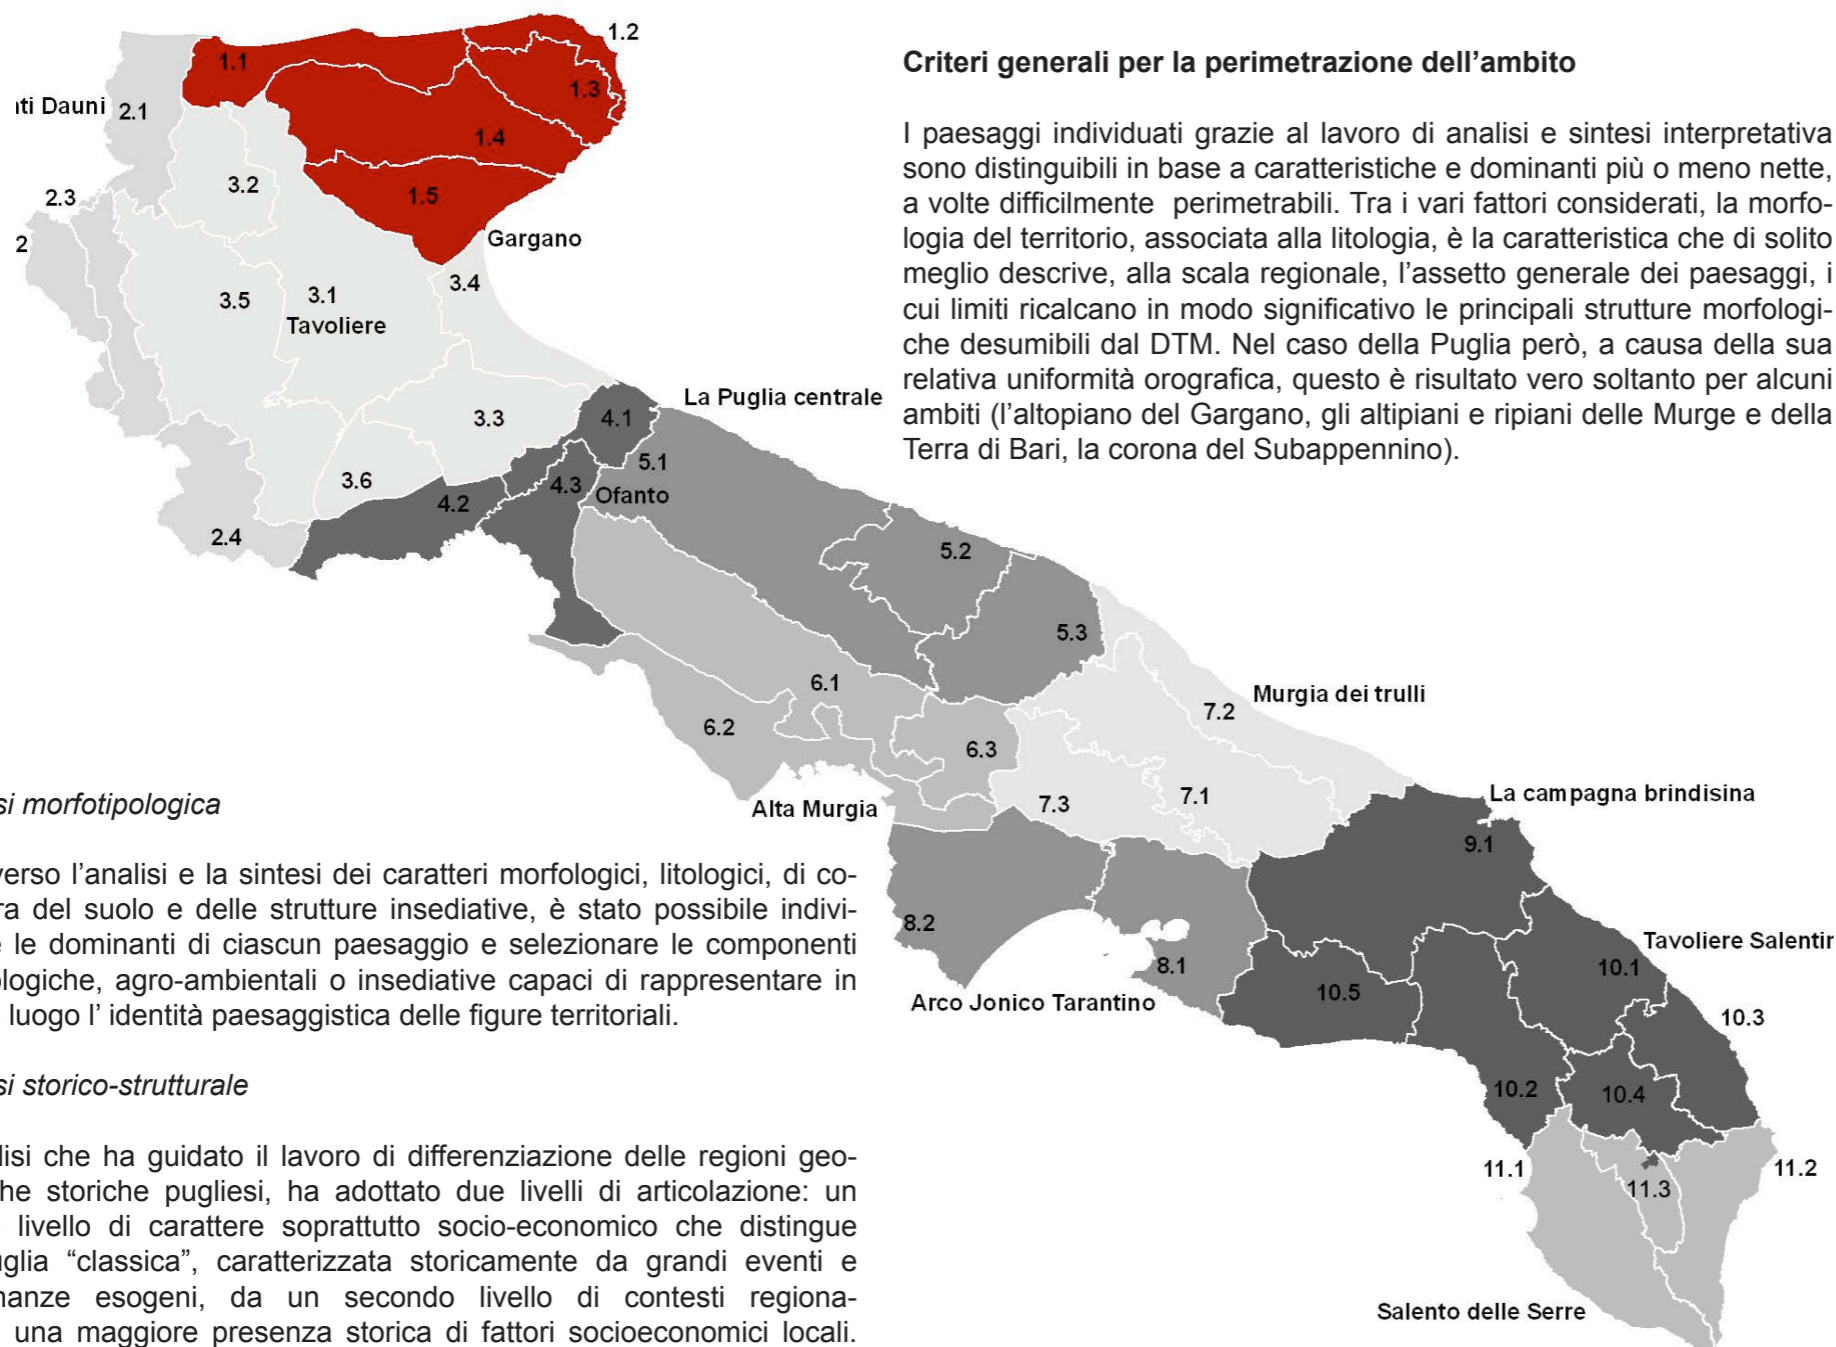 1.2
1.1
1.3
1.4
1.5
Gargano
Dauni 2.1
2.3
2
2.4
3.2
3.5
3.1
Tavoliere
3.4
3.3
3.6
La Puglia centrale
4.1
4.2
4.3
5.1
Ofanto
5.2
5.3
6.1
6.2
6.3
Alta Murgia
Murgia dei trulli
7.2
7.1
7.3
La campagna brindisina
9.1
8.2
8.1
Arco Jonico Tarantino
Tavoliere
10.1
10.3
10.5
10.2
10.4
11.1
11.2
11.3
Salento delle Serre
Criteri generali per la perimetrazione dell’ambito
I paesaggi individuati grazie al lavoro di analisi e sintesi interpretativa
sono distinguibili in base a caratteristiche e dominanti più o meno nette,
a volte difficilmente perimetrabili. Tra i vari fattori considerati, la morfo-
logia del territorio, associata alla litologia, è la caratteristica che di solito
meglio descrive, alla scala regionale, l’assetto generale dei paesaggi, i
cui limiti ricalcano in modo significativo le principali strutture morfologi-
che desumibili dal DTM. Nel caso della Puglia però, a causa della sua
relativa uniformità orografica, questo è risultato vero soltanto per alcuni
ambiti (l’altopiano del Gargano, gli altipiani e ripiani delle Murge e della
Terra di Bari, la corona del Subappennino).
si morfotipologica
verso l’analisi e la sintesi dei caratteri morfologici, litologici, di co-
ra del suolo e delle strutture insediative, è stato possibile indivi-
e le dominanti di ciascun paesaggio e selezionare le componenti
ologiche, agro-ambientali o insediative capaci di rappresentare in
luogo l’ identità paesaggistica delle figure territoriali.
si storico-strutturale
lisi che ha guidato il lavoro di differenziazione delle regioni geo-
che storiche pugliesi, ha adottato due livelli di articolazione: un
livello di carattere soprattutto socio-economico che distingue
uglia “classica”, caratterizzata storicamente da grandi eventi e
nanze esogeni, da un secondo livello di contesti regiona-
una maggiore presenza storica di fattori socioeconomici locali.